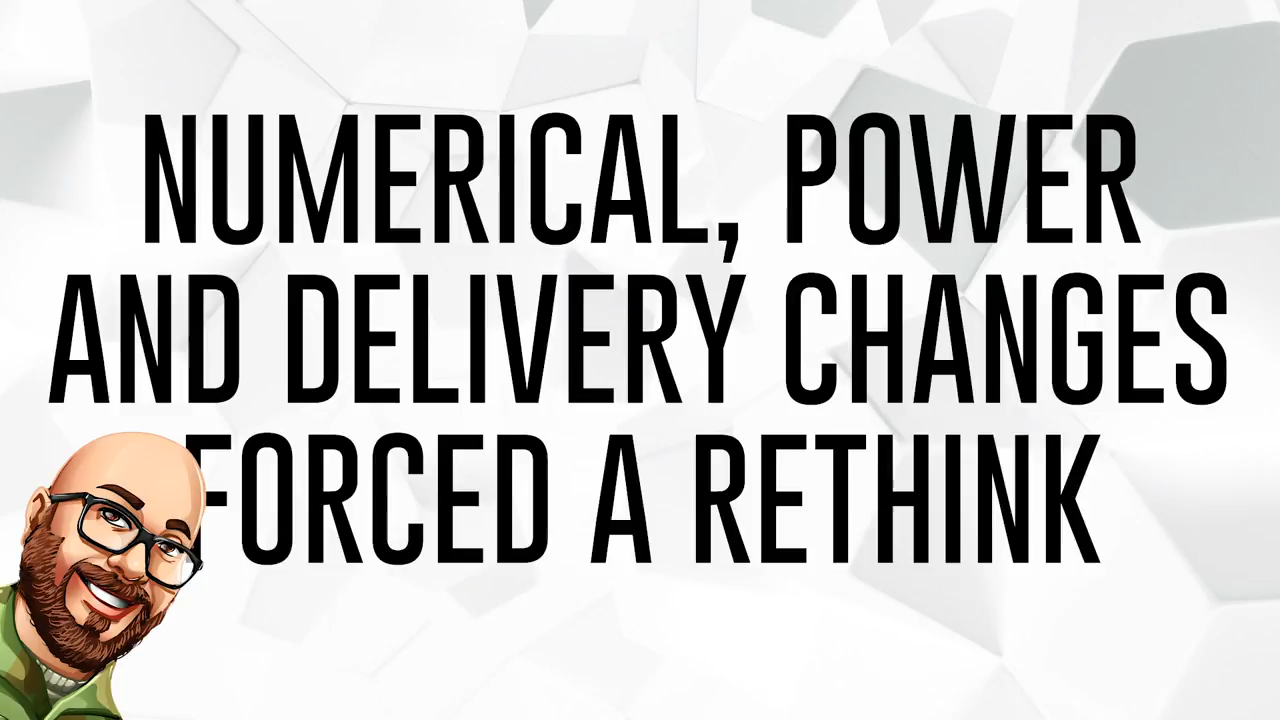 NUMERICAL, POWER
AND DELIVERY CHANGES
FORCED A RETHINK